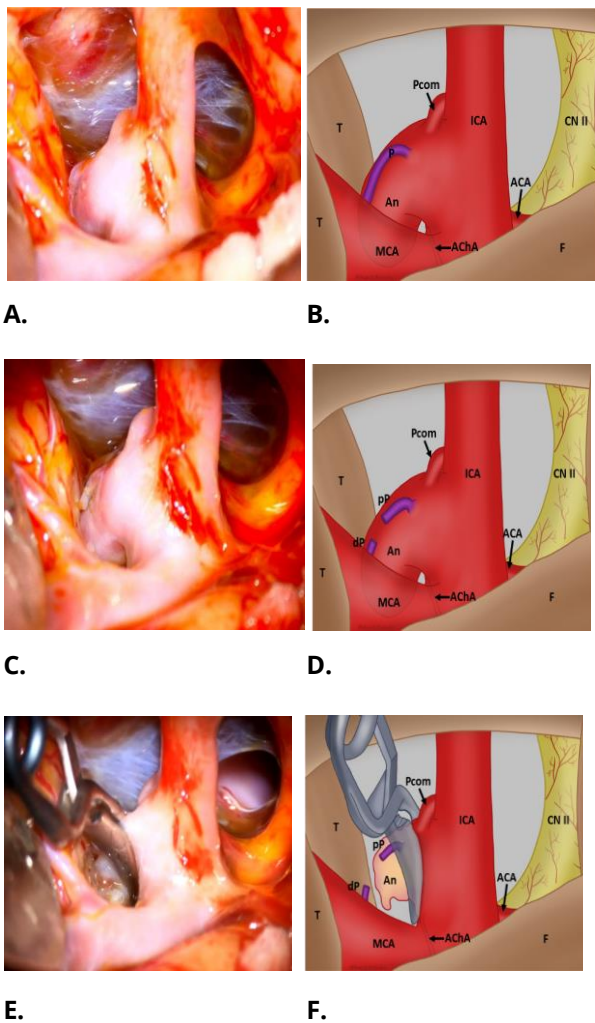 Pcom
T
ICA
CN II
P
ACA
An
T
MCA
AChA
F
A.
B.
Pcom
T
ICA
CN II
pP
ACA
dP
An
T
MCA
AChA
F
C.
D.
Pcom
T
ICA
CN II
pP
An
ACA
dP
T
MCA
AChA
F
E.
F.